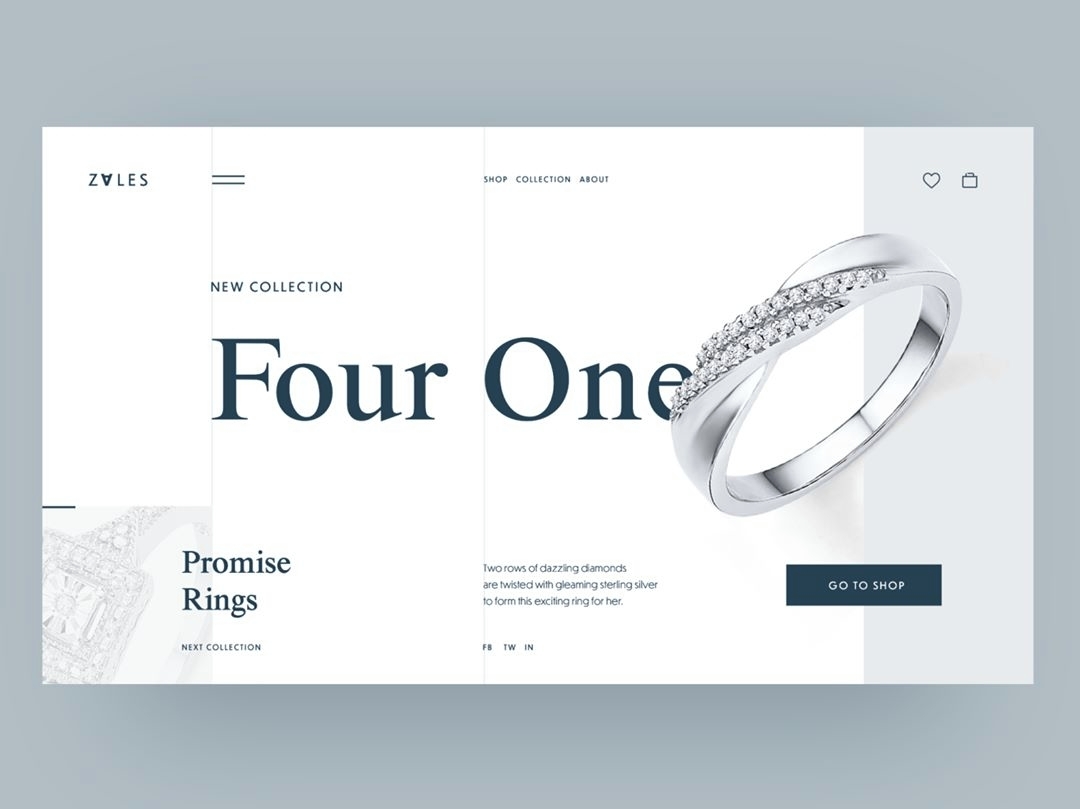 Z∀LES
SHOP COLLECTION ABOUT
NEW COLLECTION
Four One
Promise
Rings
NEXT COLLECTION
Two rows of dazzling diamonds
are twisted with gleaming sterling silver
to form this exciting ring for her.
FB TW IN
GO TO SHOP